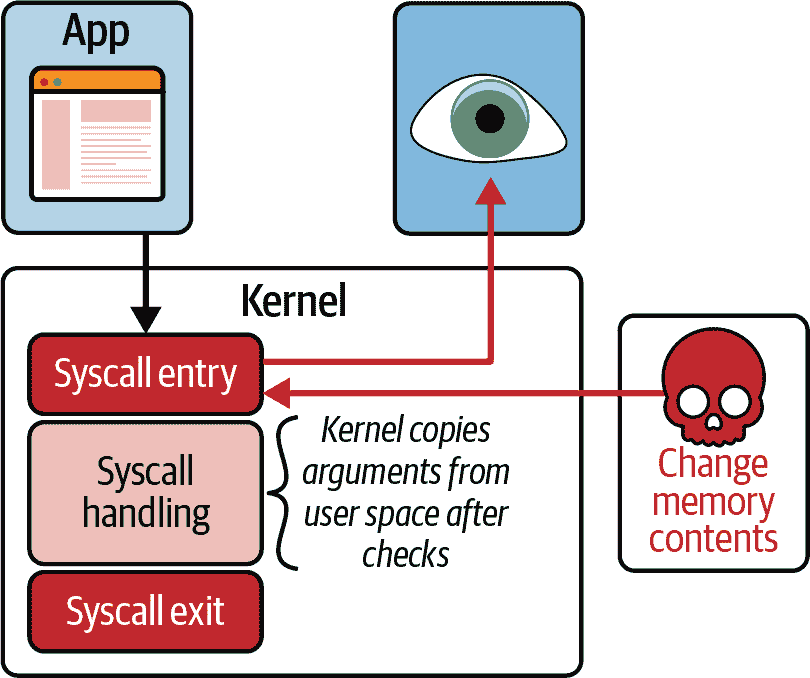 App
Kernel
Syscall entry
Syscall
handling
Kernel copies
arguments from
user space after
checks
Syscall exit
Change
memory
contents